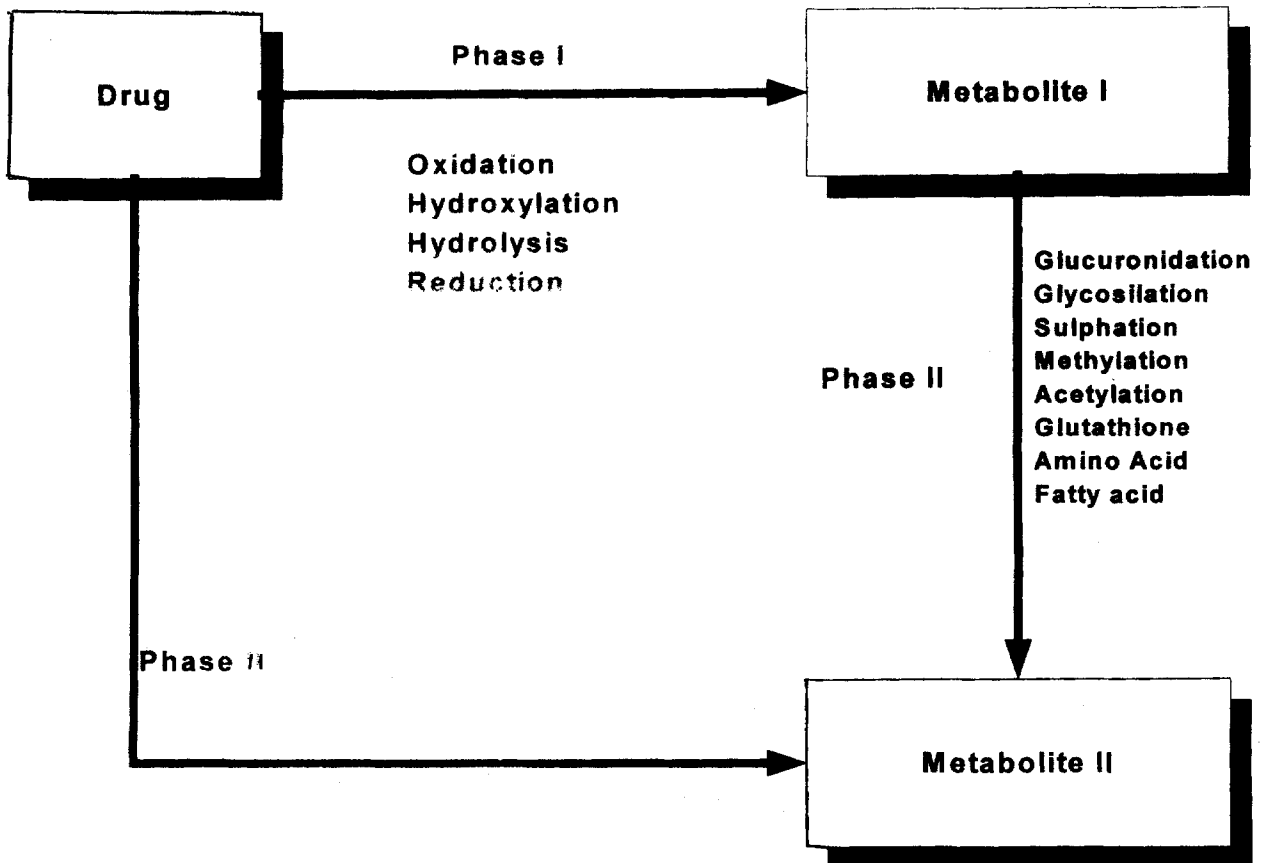 Phase I
Drug
Metabolite I
Oxidation
Hydroxylation
Hydrolysis
Reduction
Glucuronidation
Glycosilation
Sulphation
Methylation
Acetylation
Glutathione
Amino Acid
Fatty acid
Phase II
Phase II
Metabolite II